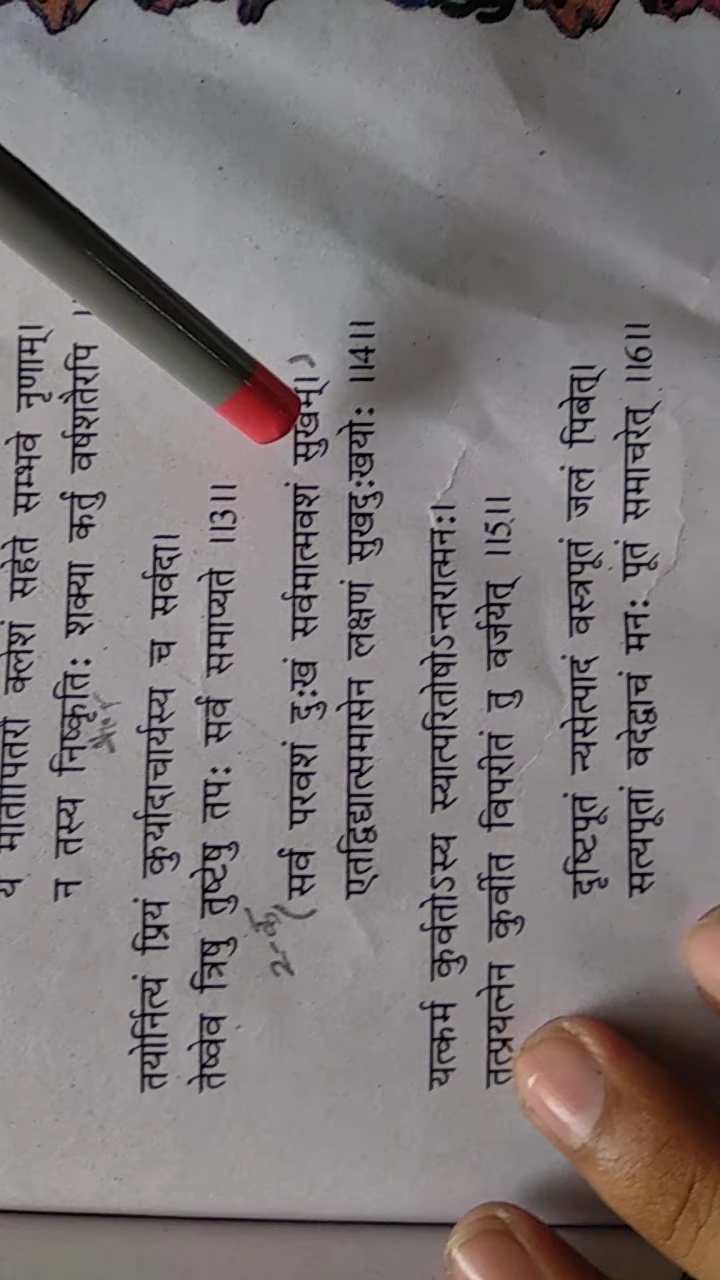 यं मातापितरौ क्लेशं सहेते सम्भवे नृणाम्।
न तस्य निष्कृतिः शक्या कर्तुं वर्षशतैरपि ।
तयोर्नित्यं प्रियं कुर्यादाचार्यस्य च सर्वदा।
तेष्वेव त्रिषु तुष्टेषु तपः सर्वं समाप्यते ।।3।।
(सर्वं परवशं दुःखं सर्वमात्मवशं सुखम्।)
एतद्विद्यात्समासेन लक्षणं सुखदुःखयोः ।।4।।
यत्कर्म कुर्वतोऽस्य स्यात्परितोषोऽन्तरात्मनः।
तत्प्रयत्नेन कुर्वीत विपरीतं तु वर्जयेत् ।।5।।
दृष्टिपूतं न्यसेत्पादं वस्त्रपूतं जलं पिबेत्।
सत्यपूतां वदेद्वाचं मनः पूतं समाचरेत् ।।6।।